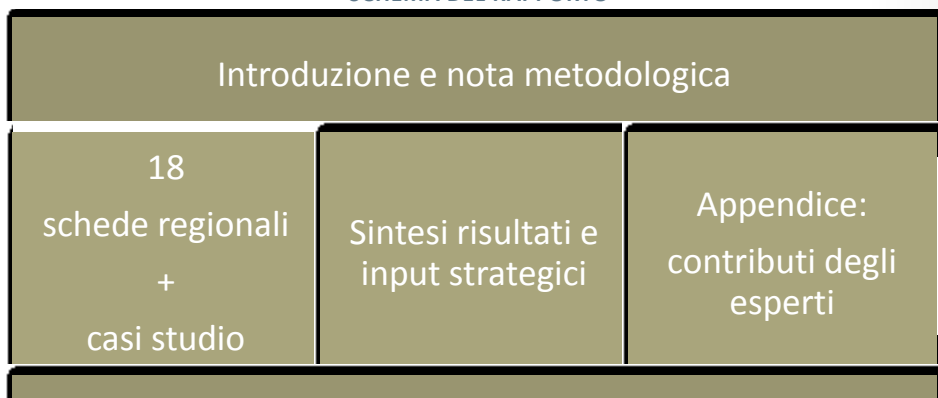 Introduzione e nota metodologica
18
schede regionali
+
casi studio
Sintesi risultati e
input strategici
Appendice:
contributi degli
esperti